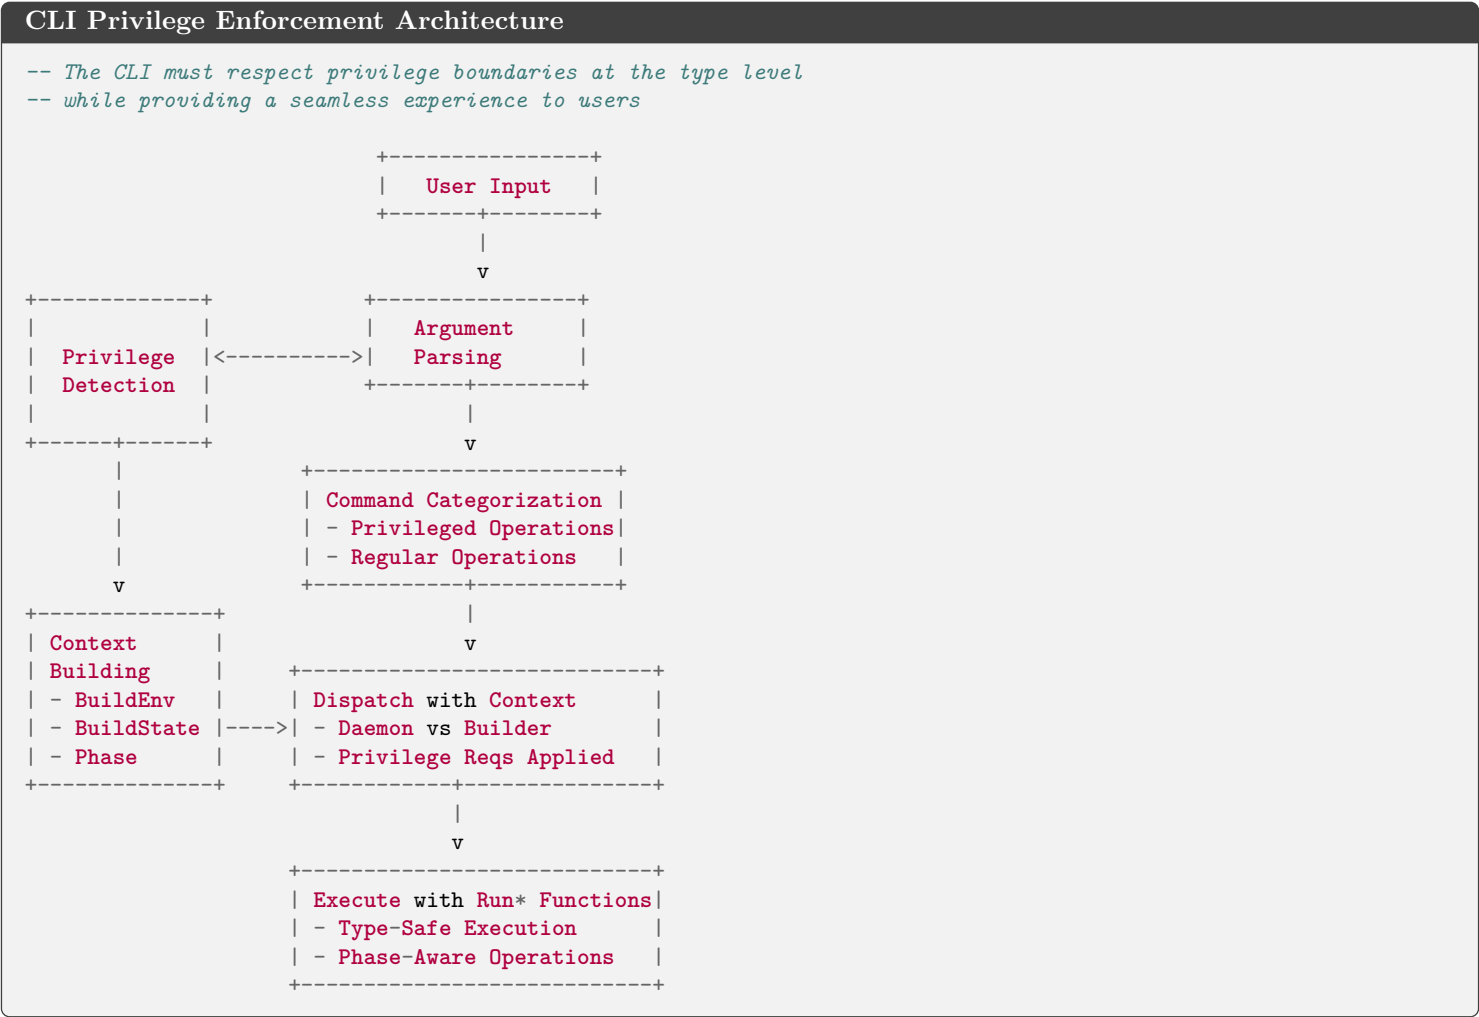 CLI Privilege Enforcement Architecture
-- The CLI must respect privilege boundaries at the type level
-- while providing a seamless experience to users
                            +----------------+
                            |   User Input   |
                            +-------+--------+
                                    |
                                    v
+-------------+            +----------------+
|             |            |   Argument     |
|  Privilege  |<---------->|   Parsing      |
|  Detection  |            +-------+--------+
|             |                    |
+------+------+                    v
       |              +------------------------+
       |              | Command Categorization |
       |              | - Privileged Operations|
       |              | - Regular Operations   |
       v              +------------+-----------+
+--------------+                   |
| Context      |                   v
| Building     |     +----------------------------+
| - BuildEnv   |     | Dispatch with Context      |
| - BuildState |---->| - Daemon vs Builder        |
| - Phase      |     | - Privilege Reqs Applied   |
+--------------+     +------------+---------------+
                                  |
                                  v
                     +----------------------------+
                     | Execute with Run* Functions|
                     | - Type-Safe Execution      |
                     | - Phase-Aware Operations   |
                     +----------------------------+